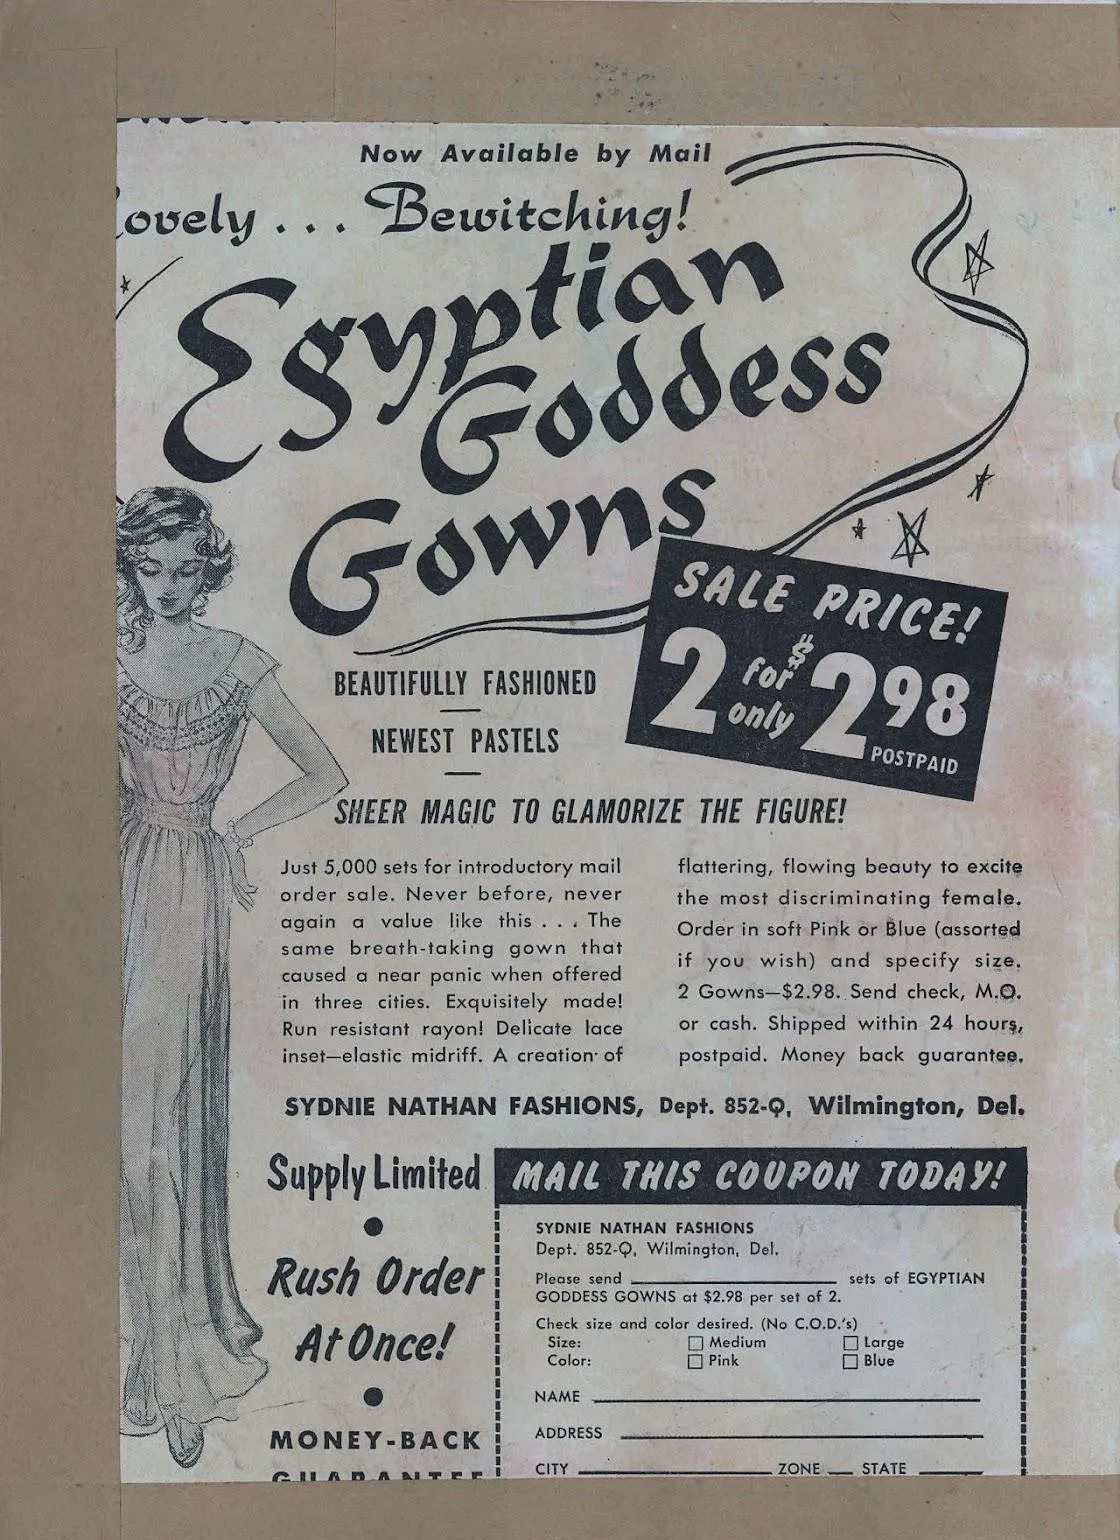 Now Available by Mail
ovely . . . Bewitching!
Egyptian
Goddess
Gowns
SALE PRICE!
2 for only $2.98
POSTPAID
BEAUTIFULLY FASHIONED
NEWEST PASTELS
SHEER MAGIC TO GLAMORIZE THE FIGURE!
Just 5,000 sets for introductory mail
order sale. Never before, never
again a value like this . . . The
same breath-taking gown that
caused a near panic when offered
in three cities. Exquisitely made!
Run resistant rayon! Delicate lace
inset—elastic midriff. A creation of
flattering, flowing beauty to excite
the most discriminating female.
Order in soft Pink or Blue (assorted
if you wish) and specify size.
2 Gowns—$2.98. Send check, M.O.
or cash. Shipped within 24 hours,
postpaid. Money back guarantee.
SYDNIE NATHAN FASHIONS, Dept. 852-Q, Wilmington, Del.
Supply Limited
Rush Order
At Once!
MONEY-BACK
GUARANTEE
MAIL THIS COUPON TODAY!
SYDNIE NATHAN FASHIONS
Dept. 852-Q, Wilmington, Del.
Please send ____ sets of EGYPTIAN
GODDESS GOWNS at $2.98 per set of 2.
Check size and color desired. (No C.O.D.'s)
Size: □ Medium □ Large
Color: □ Pink □ Blue
NAME ____
ADDRESS ____
CITY ____ ZONE ____ STATE ____